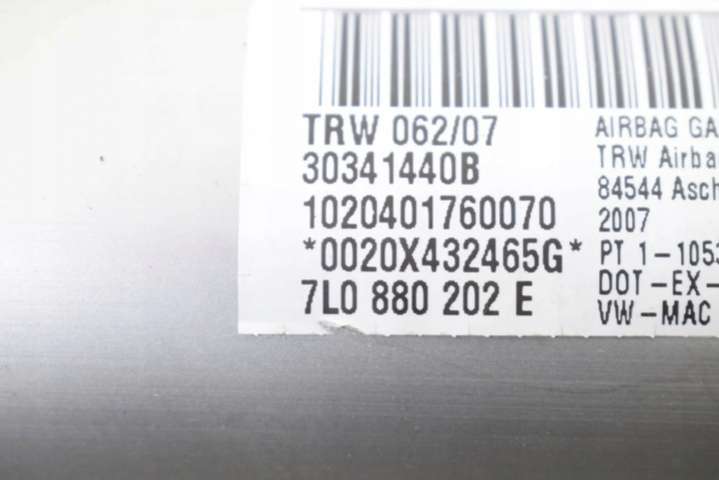 TRW 062/07
30341440B
1020401760070
*0020X432465G*
7L0 880 202 E
AIRBAG GA
TRW Airba
84544 Asch
2007
PT 1-1053
DOT-EX-
VW-MAC